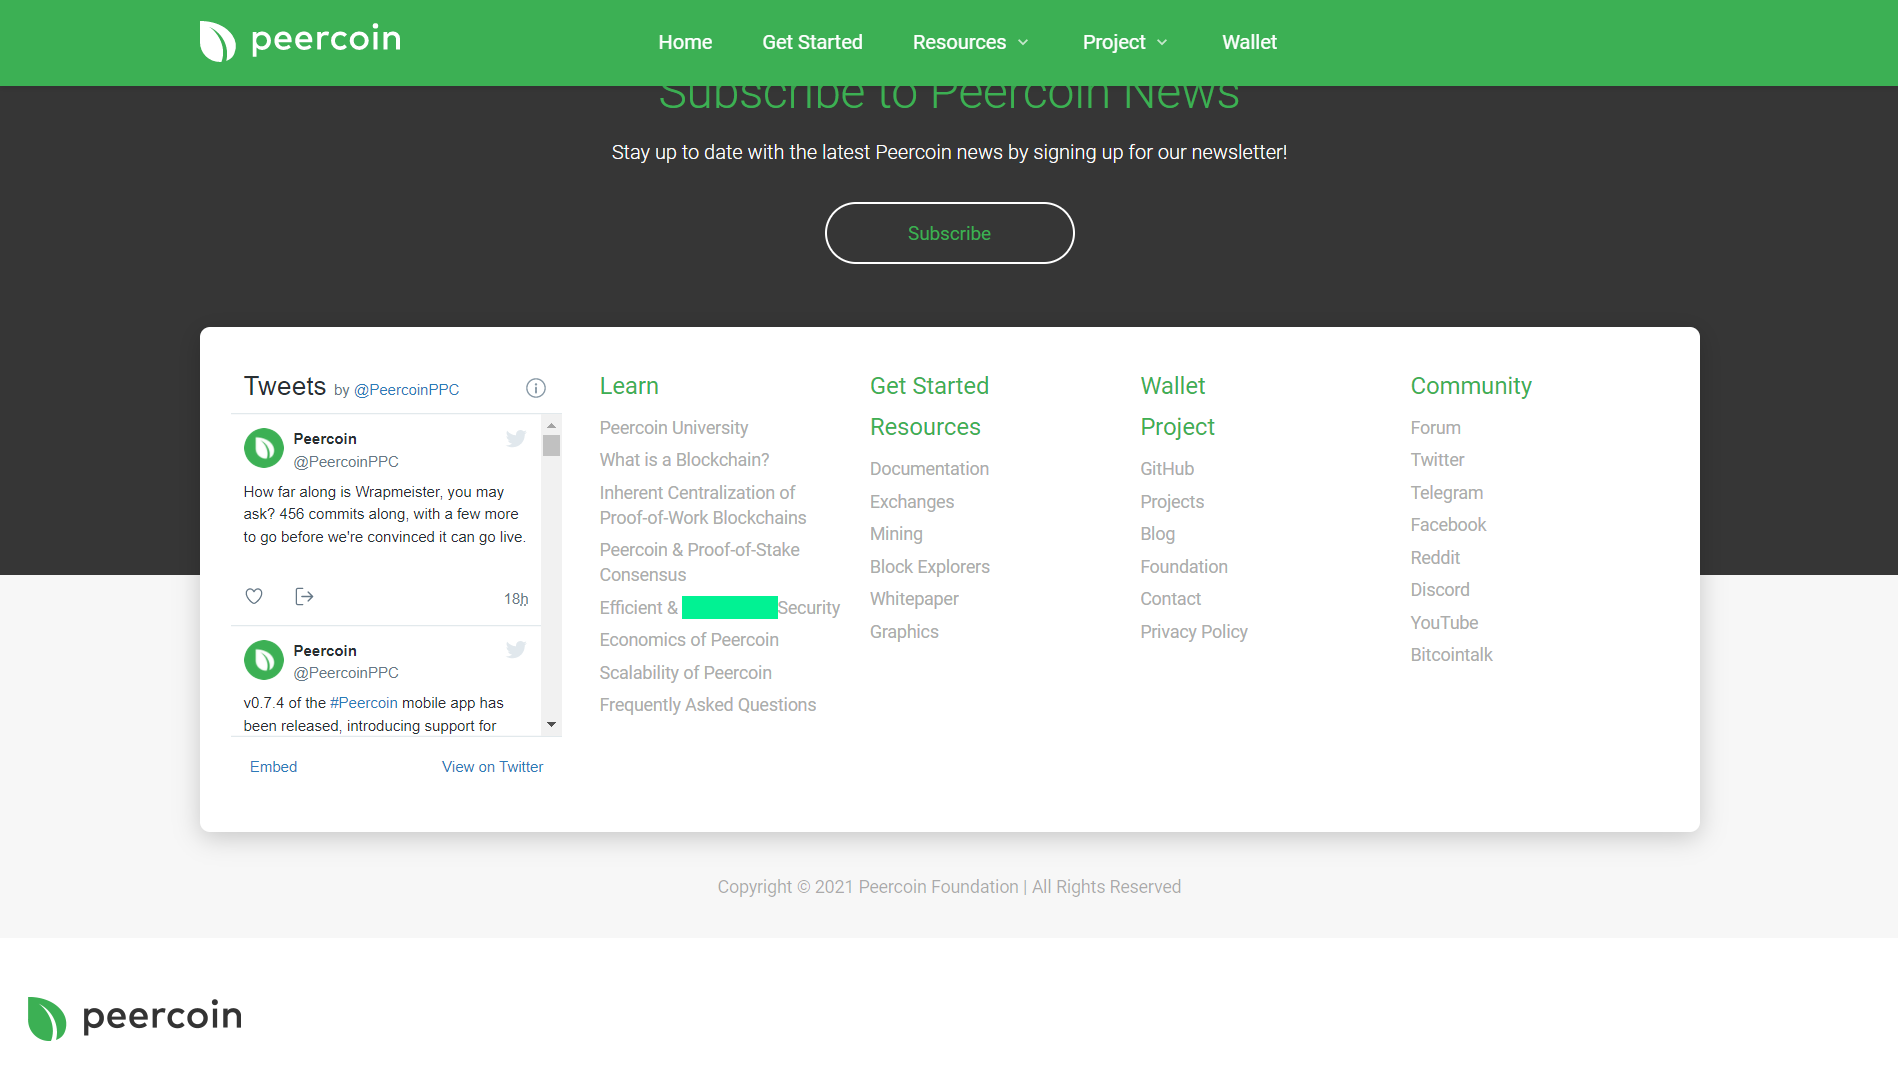 peercoin
Home
Get Started
Resources
Project
Wallet
Subscribe to Peercoin News
Stay up to date with the latest Peercoin news by signing up for our newsletter!
Subscribe
Tweets by @PeercoinPPC
Peercoin
@PeercoinPPC
How far along is Wrapmeister, you may
ask? 456 commits along, with a few more
to go before we're convinced it can go live.
18h
Peercoin
@PeercoinPPC
v0.7.4 of the #Peercoin mobile app has
been released, introducing support for
Embed
View on Twitter
Learn
Peercoin University
What is a Blockchain?
Inherent Centralization of
Proof-of-Work Blockchains
Peercoin & Proof-of-Stake
Consensus
Efficient & Security
Economics of Peercoin
Scalability of Peercoin
Frequently Asked Questions
Get Started
Resources
Documentation
Exchanges
Mining
Block Explorers
Whitepaper
Graphics
Wallet
Project
GitHub
Projects
Blog
Foundation
Contact
Privacy Policy
Community
Forum
Twitter
Telegram
Facebook
Reddit
Discord
YouTube
Bitcointalk
Copyright © 2021 Peercoin Foundation | All Rights Reserved
peercoin